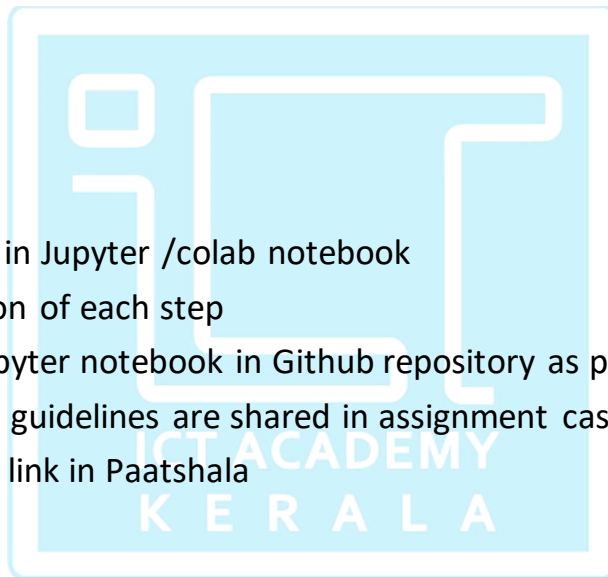 in Jupyter /colab notebook
on of each step
pyter notebook in Github repository as p
guidelines are shared in assignment cas
link in Paatshala
ICT ACADEMY
KERALA